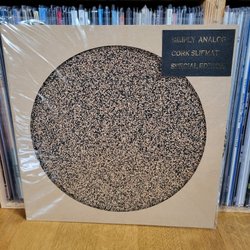 SIMPLY ANALOG
CORK SLIPMAT
SPECIAL EDITION